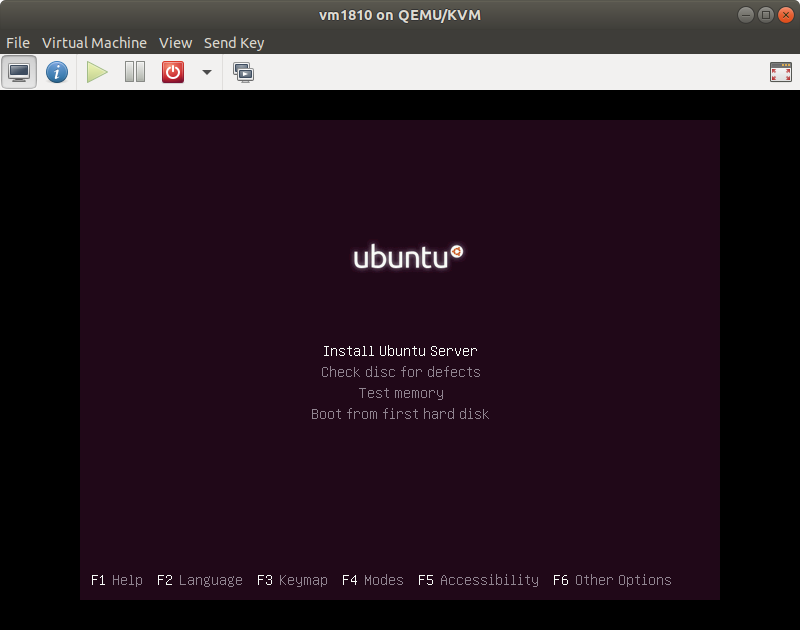 vm1810 on QEMU/KVM
File Virtual Machine View Send Key
ubuntu
Install Ubuntu Server
Check disc for defects
Test memory
Boot from first hard disk
F1 Help F2 Language F3 Keymap F4 Modes F5 Accessibility F6 Other Options